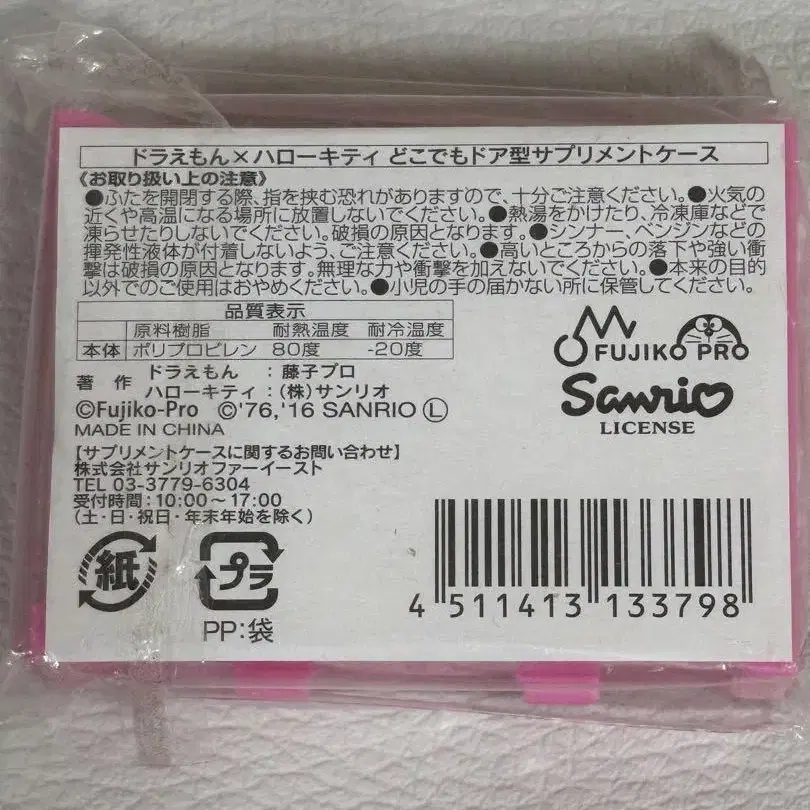 ドラえもん×ハローキティ どこでもドア型サプリメントケース
《お取り扱い上の注意》
●ふたを開閉する際、指を挟む恐れがありますので、十分ご注意ください。●火気の
近くや高温になる場所に放置しないでください。●熱湯をかけたり、冷凍庫などで
凍らせたりしないでください。破損の原因となります。●シンナー、ベンジンなどの
揮発性液体が付着しないよう、ご注意ください。●高いところからの落下や強い衝
撃は破損の原因となります。無理な力や衝撃を加えないでください。●本来の目的
以外でのご使用はおやめください。●小児の手の届かない所に保管してください。
品質表示
原料樹脂 耐熱温度 耐冷温度
本体 ポリプロピレン 80度 -20度
著作 ドラえもん :藤子プロ
ハローキティ :(株)サンリオ
©Fujiko-Pro ©'76,'16 SANRIO Ⓛ
MADE IN CHINA
【サプリメントケースに関するお問い合わせ】
株式会社サンリオファーイースト
TEL 03-3779-6304
受付時間:10:00～17:00
(土・日・祝日・年末年始を除く)
FUJIKO PRO
Sanrio
LICENSE
紙
プラ
PP:袋
4 511413 133798